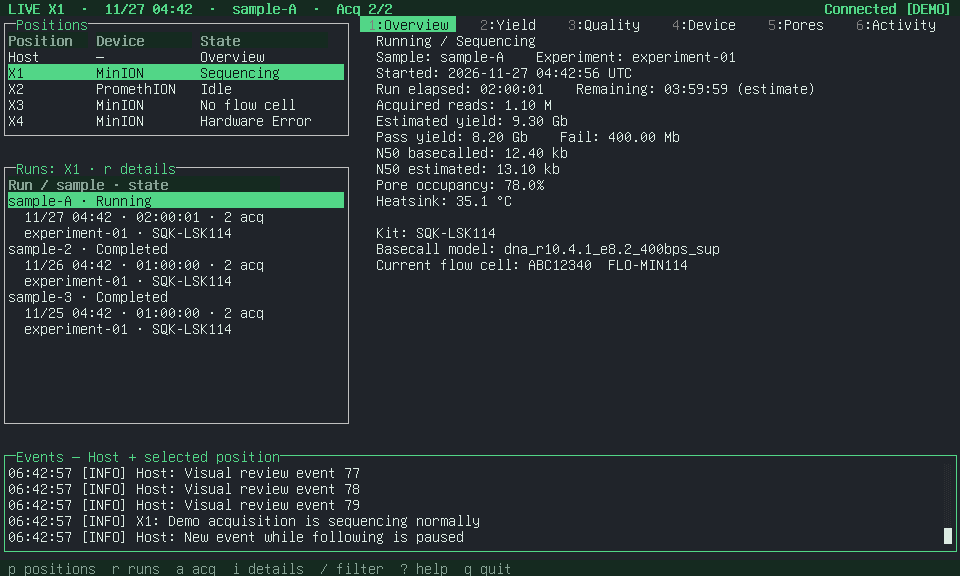 LIVE X1 · 11/27 04:42 · sample-A · Acq 2/2 Connected [DEMO]
Positions
Position Device State
Host — Overview
X1 MinION Sequencing
X2 PromethION Idle
X3 MinION No flow cell
X4 MinION Hardware Error
Runs: X1 · r details
Run / sample · state
sample-A · Running
11/27 04:42 · 02:00:01 · 2 acq
experiment-01 · SQK-LSK114
sample-2 · Completed
11/26 04:42 · 01:00:00 · 2 acq
experiment-01 · SQK-LSK114
sample-3 · Completed
11/25 04:42 · 01:00:00 · 2 acq
experiment-01 · SQK-LSK114
1:Overview 2:Yield 3:Quality 4:Device 5:Pores 6:Activity
Running / Sequencing
Sample: sample-A Experiment: experiment-01
Started: 2026-11-27 04:42:56 UTC
Run elapsed: 02:00:01 Remaining: 03:59:59 (estimate)
Acquired reads: 1.10 M
Estimated yield: 9.30 Gb
Pass yield: 8.20 Gb Fail: 400.00 Mb
N50 basecalled: 12.40 kb
N50 estimated: 13.10 kb
Pore occupancy: 78.0%
Heatsink: 35.1 °C
Kit: SQK-LSK114
Basecall model: dna_r10.4.1_e8.2_400bps_sup
Current flow cell: ABC12340 FLO-MIN114
Events — Host + selected position
06:42:57 [INFO] Host: Visual review event 77
06:42:57 [INFO] Host: Visual review event 78
06:42:57 [INFO] Host: Visual review event 79
06:42:57 [INFO] X1: Demo acquisition is sequencing normally
06:42:57 [INFO] Host: New event while following is paused
p positions r runs a acq i details / filter ? help q quit